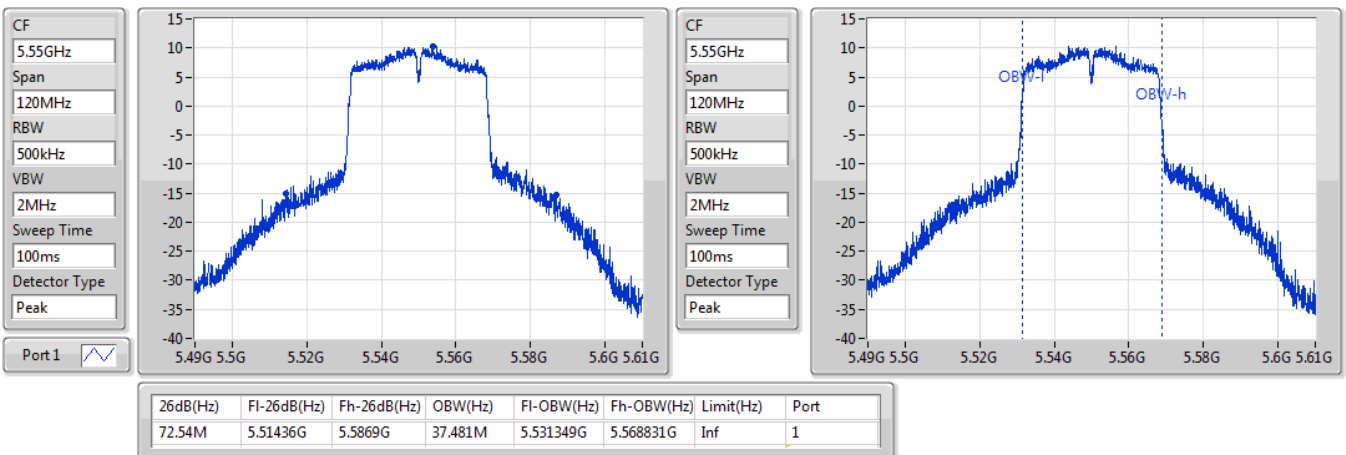 CF
5.55GHz
Span
120MHz
RBW
500kHz
VBW
2MHz
Sweep Time
100ms
Detector Type
Peak
Port 1
15
10
5
0
-5
-10
-15
-20
-25
-30
-35
-40
5.49G 5.5G 5.52G 5.54G 5.56G 5.58G 5.6G 5.61G
CF
5.55GHz
Span
120MHz
RBW
500kHz
VBW
2MHz
Sweep Time
100ms
Detector Type
Peak
15
10
5
0
-5
-10
-15
-20
-25
-30
-35
-40
OBW-l
OBW-h
5.49G 5.5G 5.52G 5.54G 5.56G 5.58G 5.6G 5.61G
26dB(Hz) Fl-26dB(Hz) Fh-26dB(Hz) OBW(Hz) Fl-OBW(Hz) Fh-OBW(Hz) Limit(Hz) Port
72.54M 5.51436G 5.5869G 37.481M 5.531349G 5.568831G Inf 1